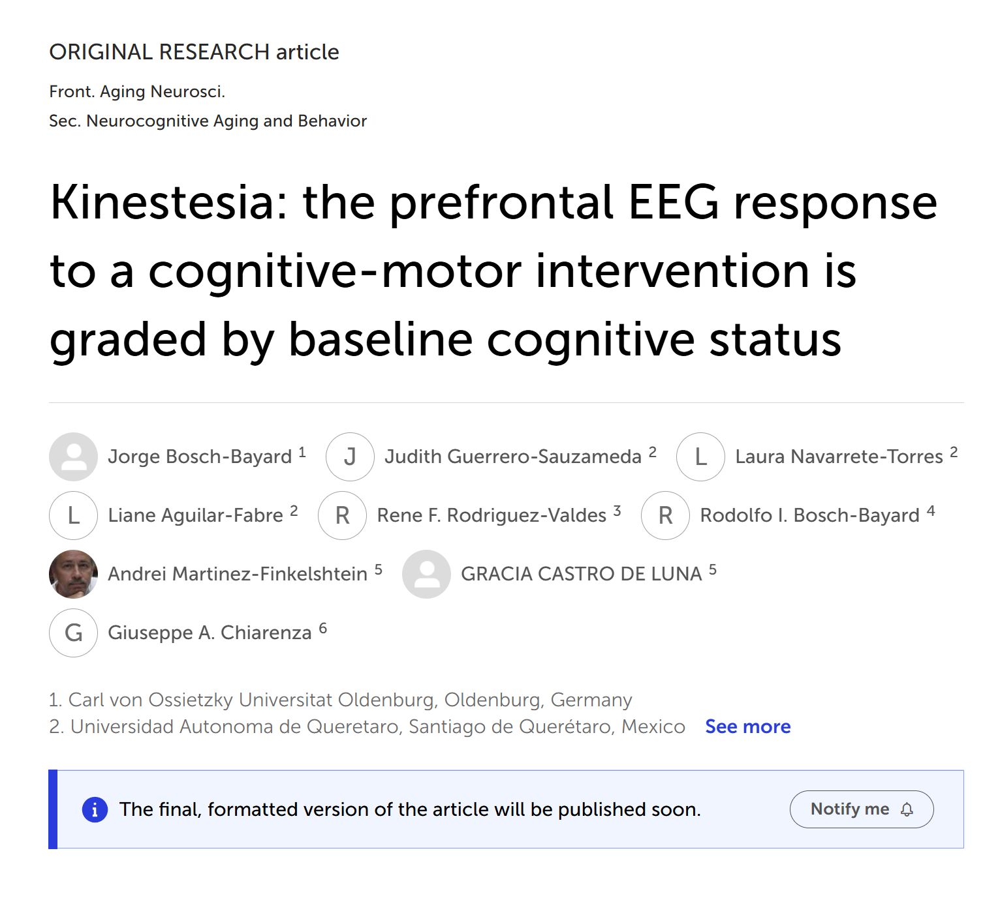 ORIGINAL RESEARCH article
Front. Aging Neurosci.
Sec. Neurocognitive Aging and Behavior
Kinestesia: the prefrontal EEG response
to a cognitive-motor intervention is
graded by baseline cognitive status
Jorge Bosch-Bayard 1 J Judith Guerrero-Sauzameda 2 L Laura Navarrete-Torres 2
L Liane Aguilar-Fabre 2 R Rene F. Rodriguez-Valdes 3 R Rodolfo I. Bosch-Bayard 4
Andrei Martinez-Finkelshtein 5 GRACIA CASTRO DE LUNA 5
G Giuseppe A. Chiarenza 6
1. Carl von Ossietzky Universitat Oldenburg, Oldenburg, Germany
2. Universidad Autonoma de Queretaro, Santiago de Querétaro, Mexico See more
i The final, formatted version of the article will be published soon. Notify me